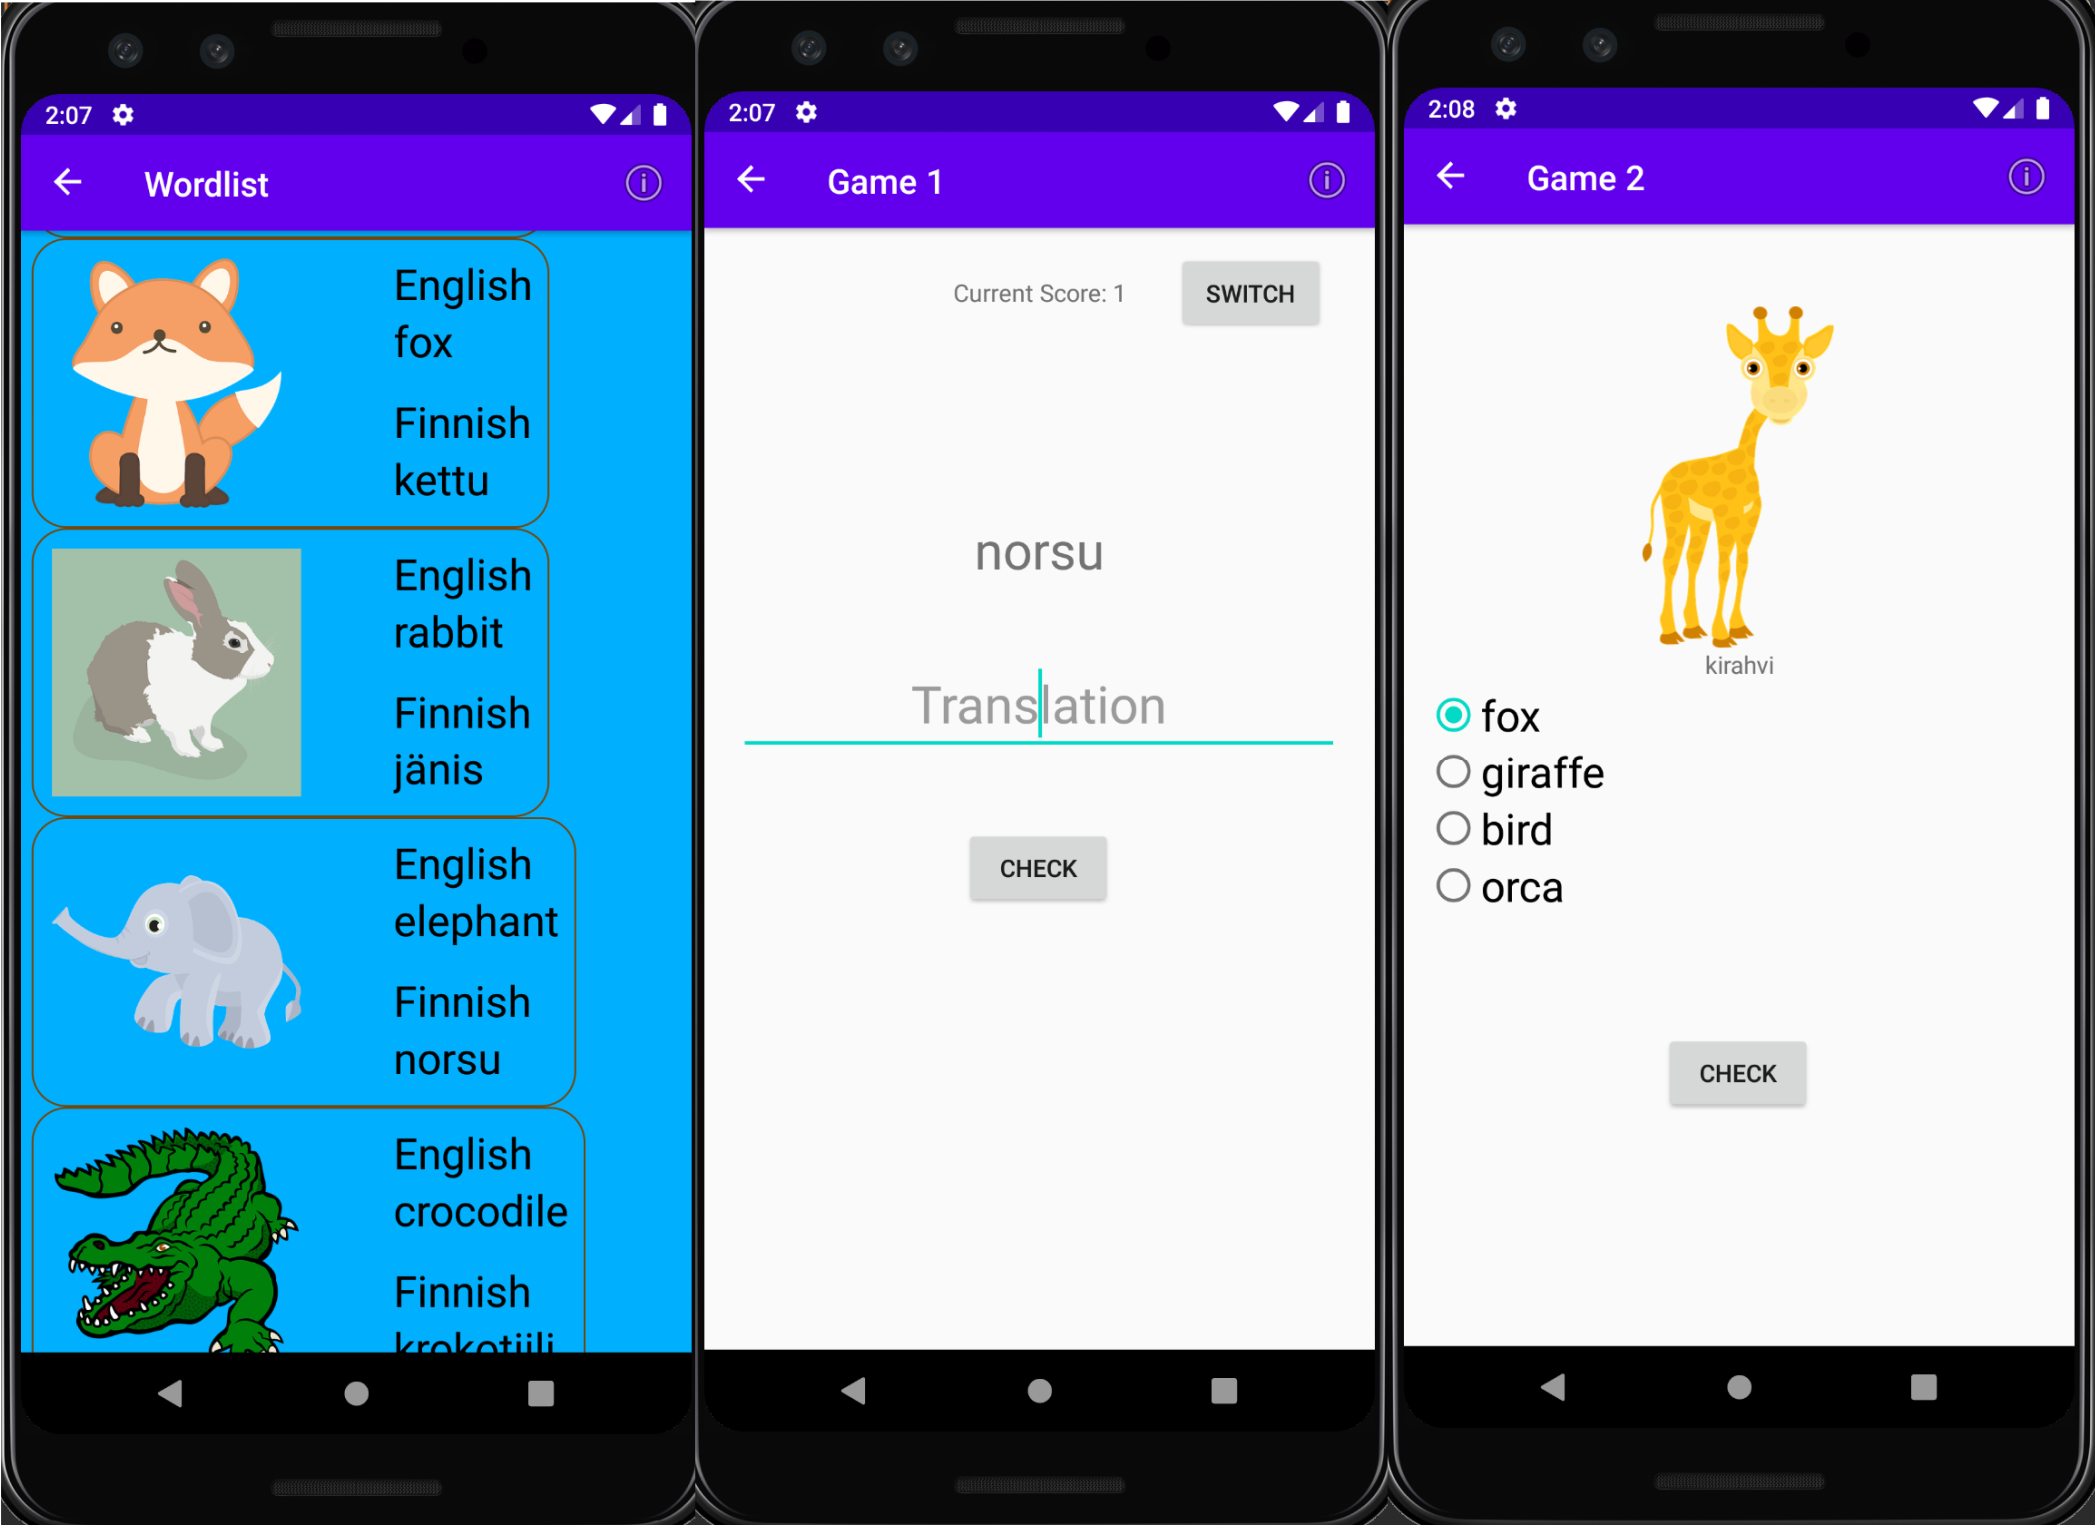 2:07
Wordlist
English
fox
Finnish
kettu
English
rabbit
Finnish
jänis
English
elephant
Finnish
norsu
English
crocodile
Finnish
krokotiili
2:07
Game 1
Current Score: 1
SWITCH
norsu
Translation
CHECK
2:08
Game 2
kirahvi
fox
giraffe
bird
orca
CHECK